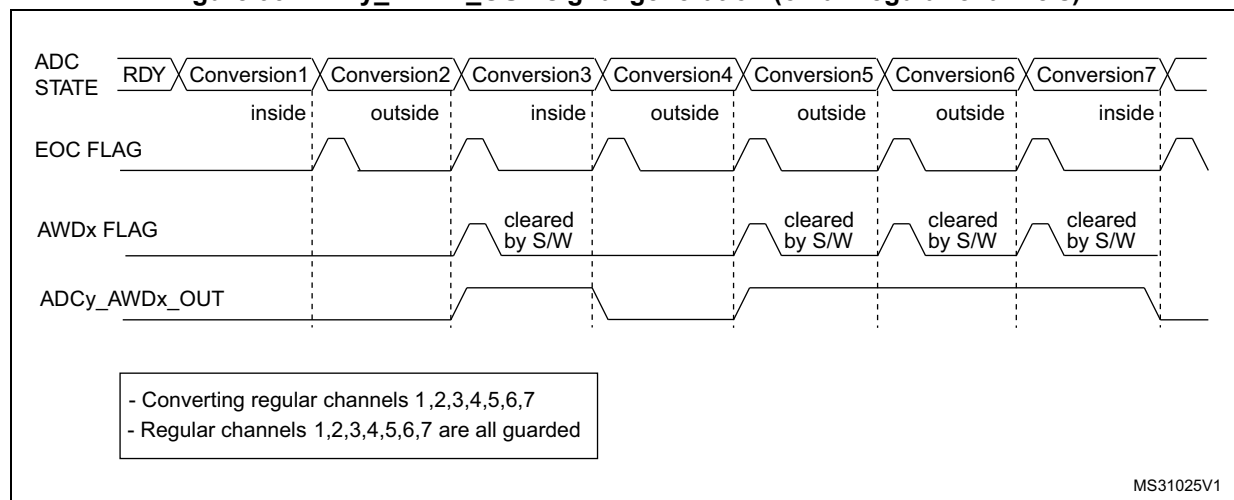 ADC STATE
RDY Conversion1 Conversion2 Conversion3 Conversion4 Conversion5 Conversion6 Conversion7
inside outside inside outside outside outside inside
EOC FLAG
AWDx FLAG
cleared by S/W cleared by S/W cleared by S/W cleared by S/W
ADCy_AWDx_OUT
- Converting regular channels 1,2,3,4,5,6,7
- Regular channels 1,2,3,4,5,6,7 are all guarded
MS31025V1